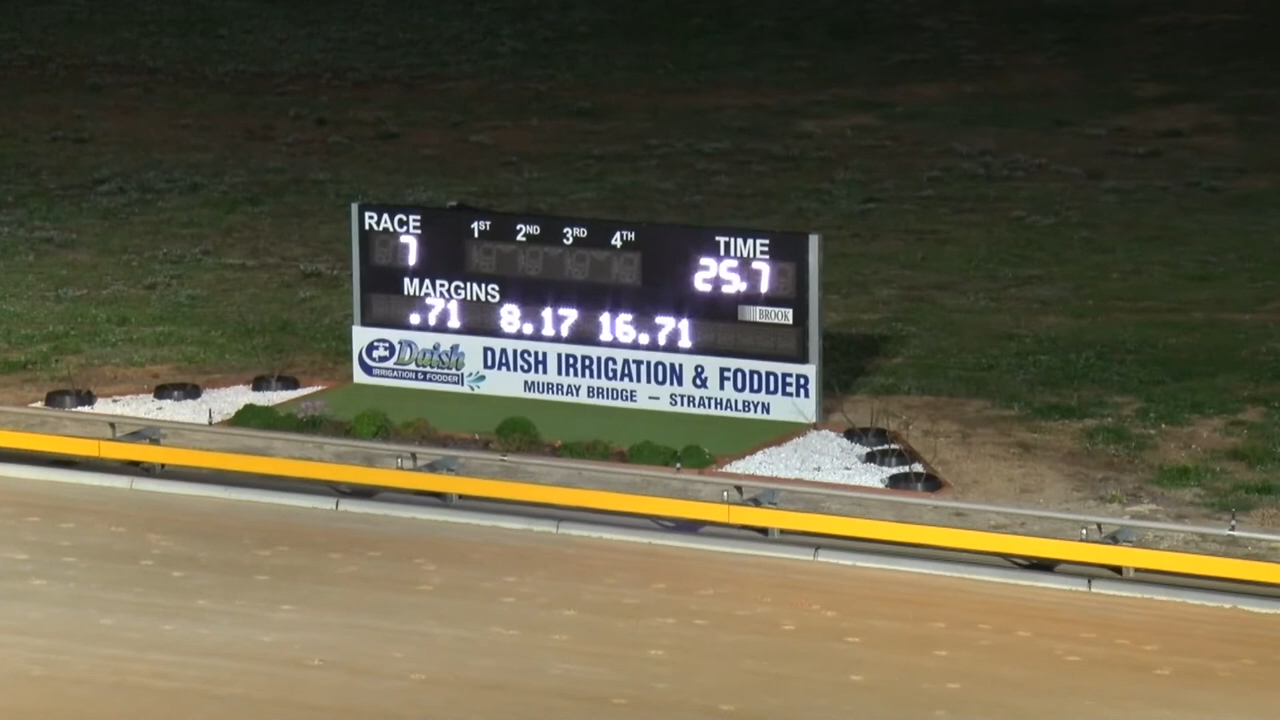 RACE 1ST 2ND 3RD 4TH TIME
7 25.7
MARGINS
BROOK
.71 8.17 16.71
Daish
IRRIGATION & FODDER
DAISH IRRIGATION & FODDER
MURRAY BRIDGE – STRATHALBYN